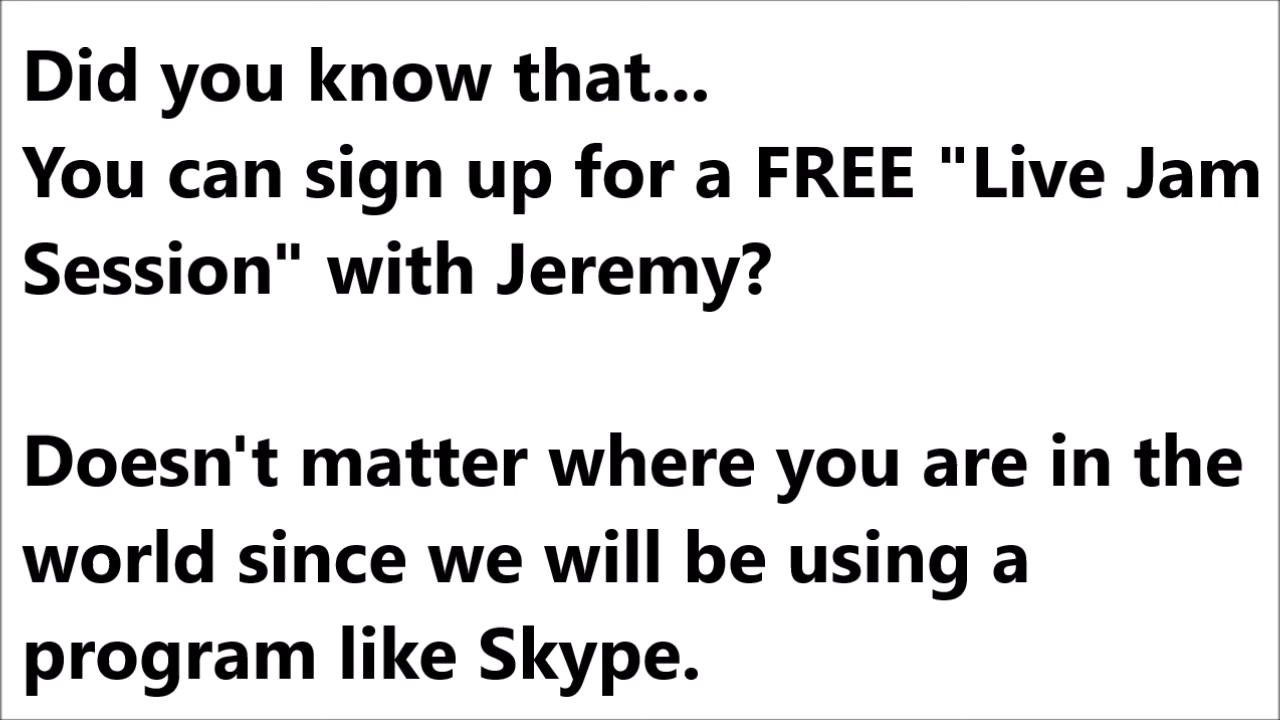 Did you know that...
You can sign up for a FREE "Live Jam
Session" with Jeremy?
Doesn't matter where you are in the
world since we will be using a
program like Skype.